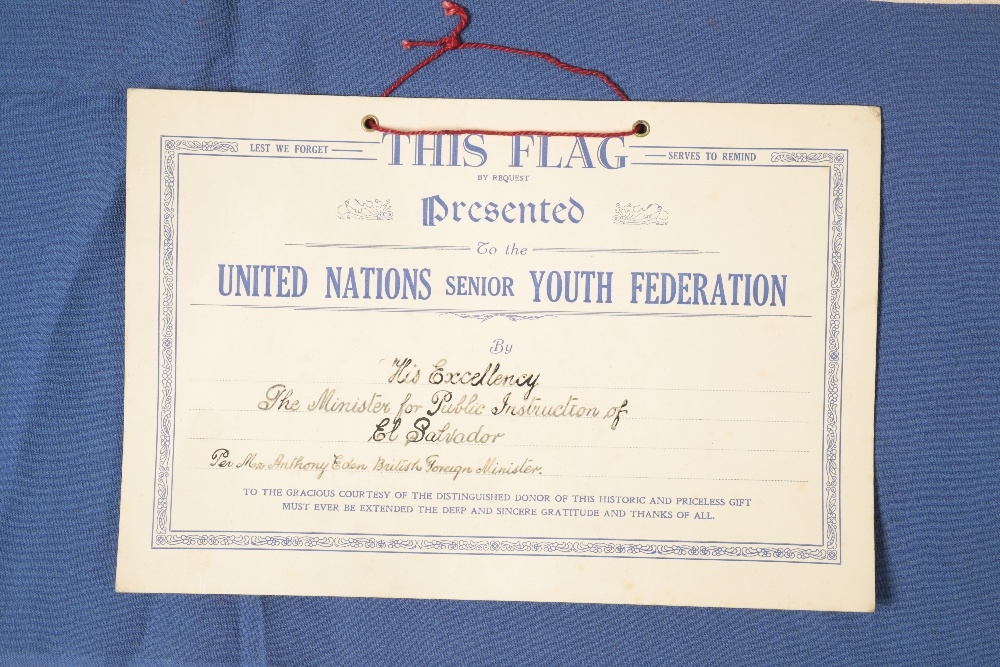 LEST WE FORGET THIS FLAG SERVES TO REMIND
BY REQUEST
Presented
To the
UNITED NATIONS SENIOR YOUTH FEDERATION
By
His Excellency
The Minister for Public Instruction of
El Salvador
Per Mr. Anthony Eden British Foreign Minister.
TO THE GRACIOUS COURTESY OF THE DISTINGUISHED DONOR OF THIS HISTORIC AND PRICELESS GIFT
MUST EVER BE EXTENDED THE DEEP AND SINCERE GRATITUDE AND THANKS OF ALL.